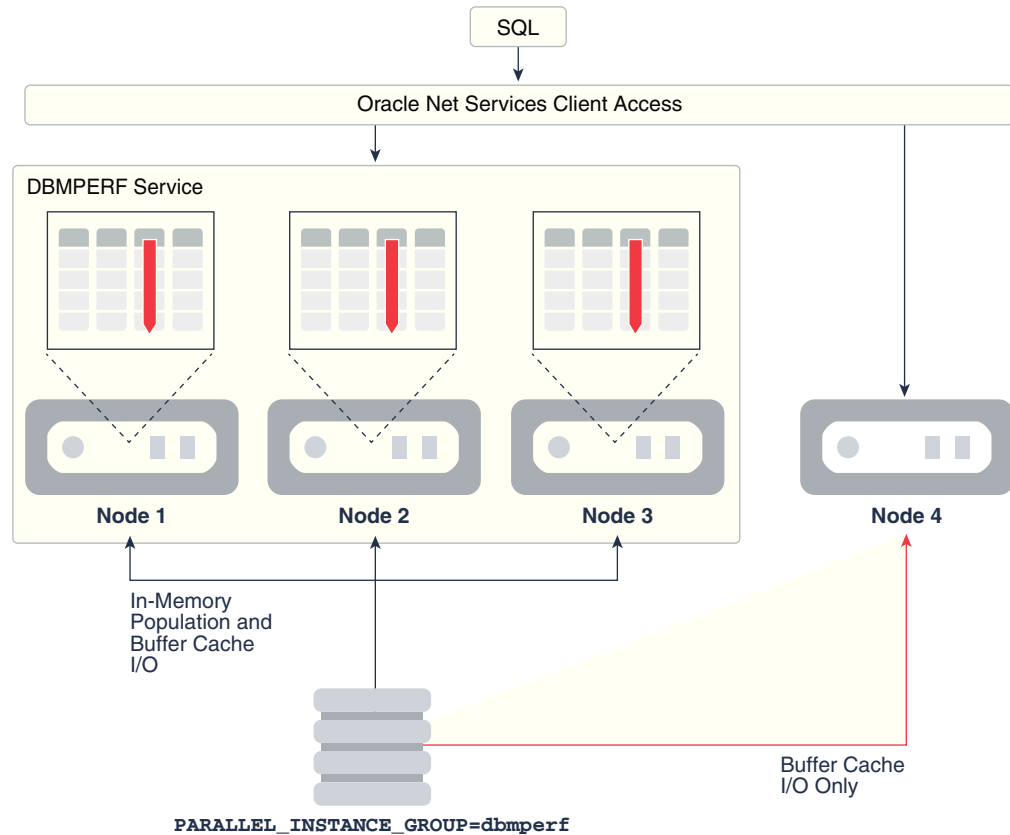 SQL
Oracle Net Services Client Access
DBMPERF Service
Node 1
Node 2
Node 3
Node 4
In-Memory
Population and
Buffer Cache
I/O
Buffer Cache
I/O Only
PARALLEL_INSTANCE_GROUP=dbmperf